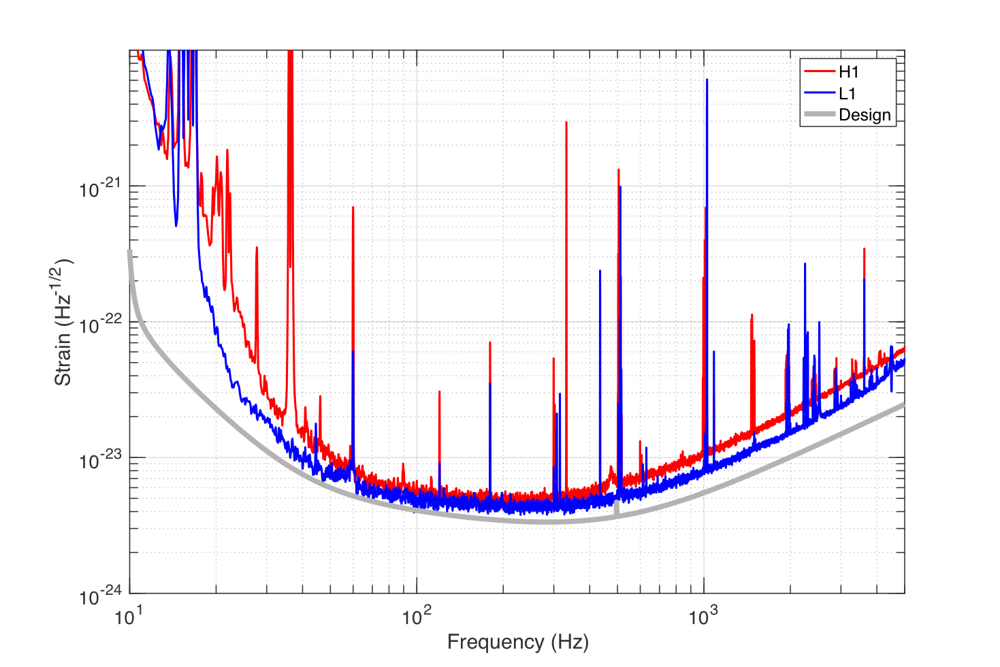 H1
L1
Design
10^-21
10^-22
10^-23
10^-24
Strain (Hz^-1/2)
10^1
10^2
10^3
Frequency (Hz)